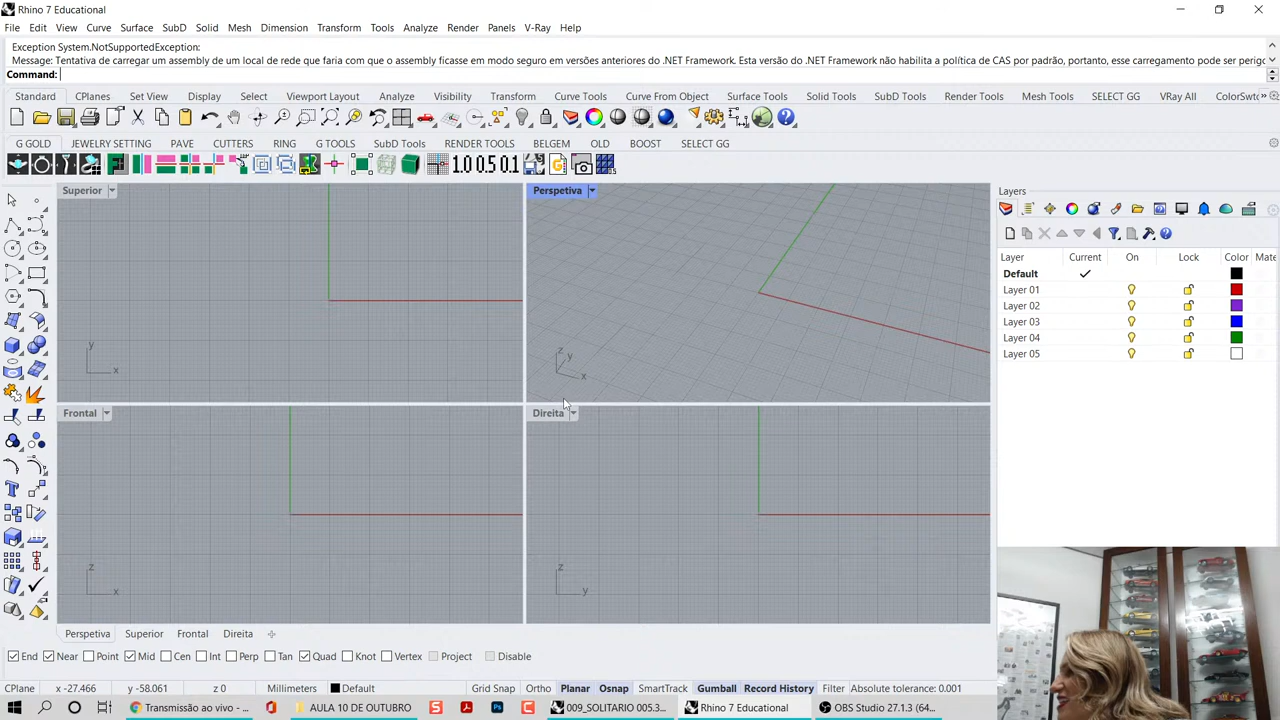 Rhino 7 Educational
File Edit View Curve Surface SubD Solid Mesh Dimension Transform Tools Analyze Render Panels V-Ray Help
Exception System.NotSupportedException:
Message: Tentativa de carregar um assembly de um local de rede que faria com que o assembly ficasse em modo seguro em versões anteriores do .NET Framework. Esta versão do .NET Framework não habilita a política de CAS por padrão, portanto, esse carregamento pode ser perigo
Command:
Standard CPlanes Set View Display Select Viewport Layout Analyze Visibility Transform Curve Tools Curve From Object Surface Tools Solid Tools SubD Tools Render Tools Mesh Tools SELECT GG VRay All ColorSwtc
G GOLD JEWELRY SETTING PAVE CUTTERS RING G TOOLS SubD Tools RENDER TOOLS BELGEM OLD BOOST SELECT GG
1.0 0.5 0.1
Superior
Perspetiva
Layers
Layer Current On Lock Color Mate
Default
Layer 01
Layer 02
Layer 03
Layer 04
Layer 05
y
x
z
y
x
Frontal
Direita
z
x
z
y
Perspetiva Superior Frontal Direita
End Near Point Mid Cen Int Perp Tan Quad Knot Vertex Project Disable
CPlane x -27.466 y -58.061 z 0 Millimeters Default Grid Snap Ortho Planar Osnap SmartTrack Gumball Record History Filter Absolute tolerance: 0.001
Transmissão ao vivo - ... AULA 10 DE OUTUBRO 009_SOLITARIO 005.3... Rhino 7 Educational OBS Studio 27.1.3 (64...